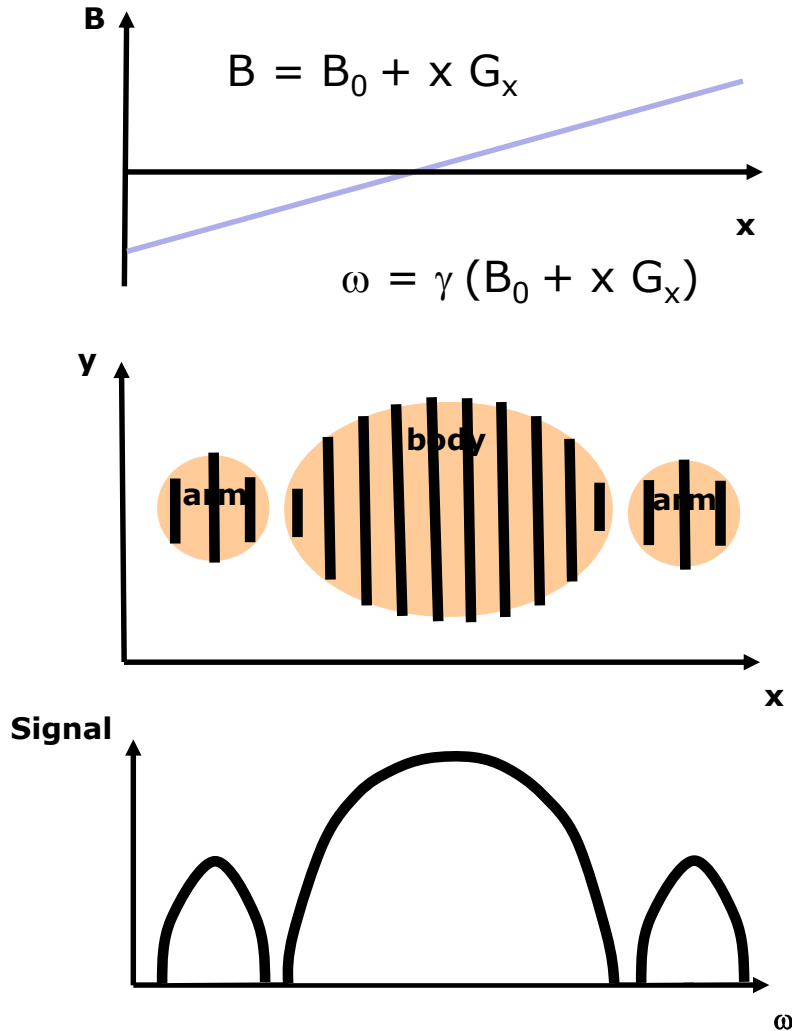 B
B = B₀ + x Gₓ
x
ω = γ (B₀ + x Gₓ)
y
body
arm
arm
x
Signal
ω